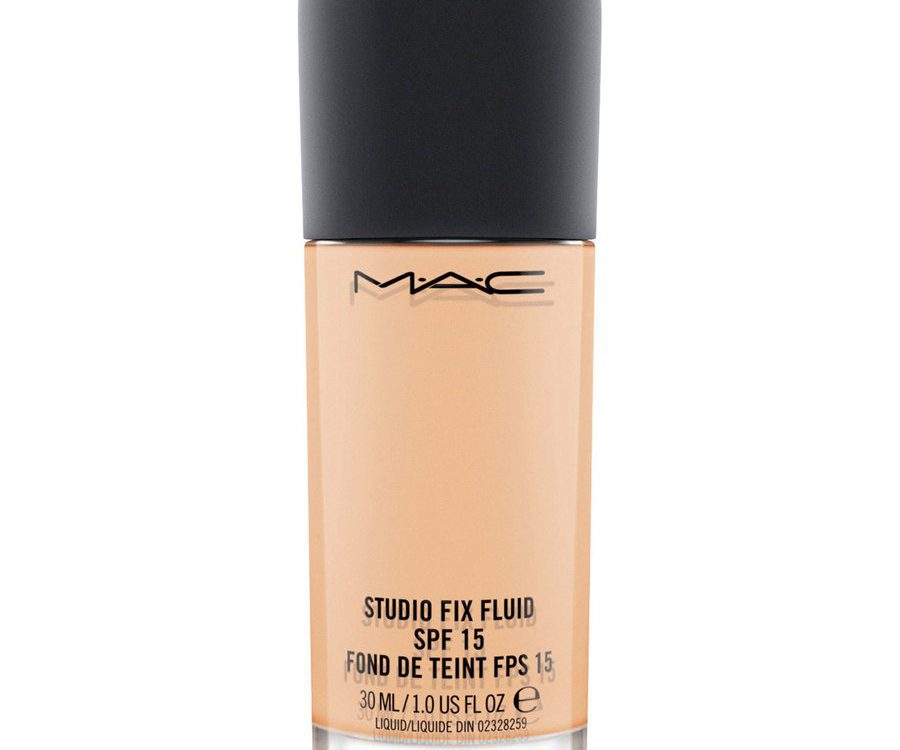 M·A·C
STUDIO FIX FLUID
SPF 15
FOND DE TEINT FPS 15
30 ML / 1.0 US FL OZ ℮
LIQUID/LIQUIDE DIN 02328259